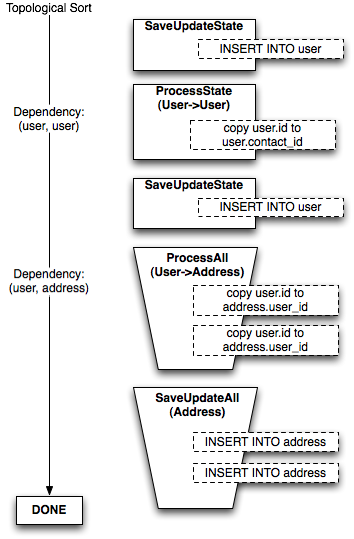 Topological Sort
SaveUpdateState
INSERT INTO user
ProcessState
(User->User)
Dependency:
(user, user)
copy user.id to
user.contact_id
SaveUpdateState
INSERT INTO user
ProcessAll
(User->Address)
Dependency:
(user, address)
copy user.id to
address.user_id
copy user.id to
address.user_id
SaveUpdateAll
(Address)
INSERT INTO address
INSERT INTO address
DONE